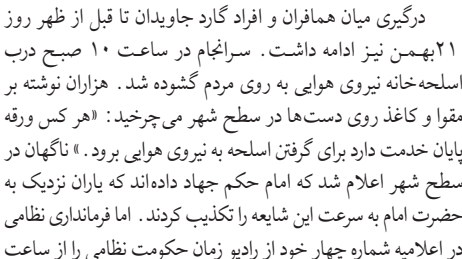 درگیری میان همافران و افراد گارد جاویدان تا قبل از ظهر روز
۲۱بهمن نیز ادامه داشت. سرانجام در ساعت ۱۰ صبح درب
اسلحه‌خانه نیروی هوایی به روی مردم گشوده شد. هزاران نوشته بر
مقوا و کاغذ روی دست‌ها در سطح شهر می‌چرخید: «هر کس ورقه
پایان خدمت دارد برای گرفتن اسلحه به نیروی هوایی برود.» ناگهان در
سطح شهر اعلام شد که امام حکم جهاد داده‌اند که یاران نزدیک به
حضرت امام به سرعت این شایعه را تکذیب کردند. اما فرمانداری نظامی
در اعلامیه شماره چهار خود از رادیو زمان حکومت نظامی را از ساعت